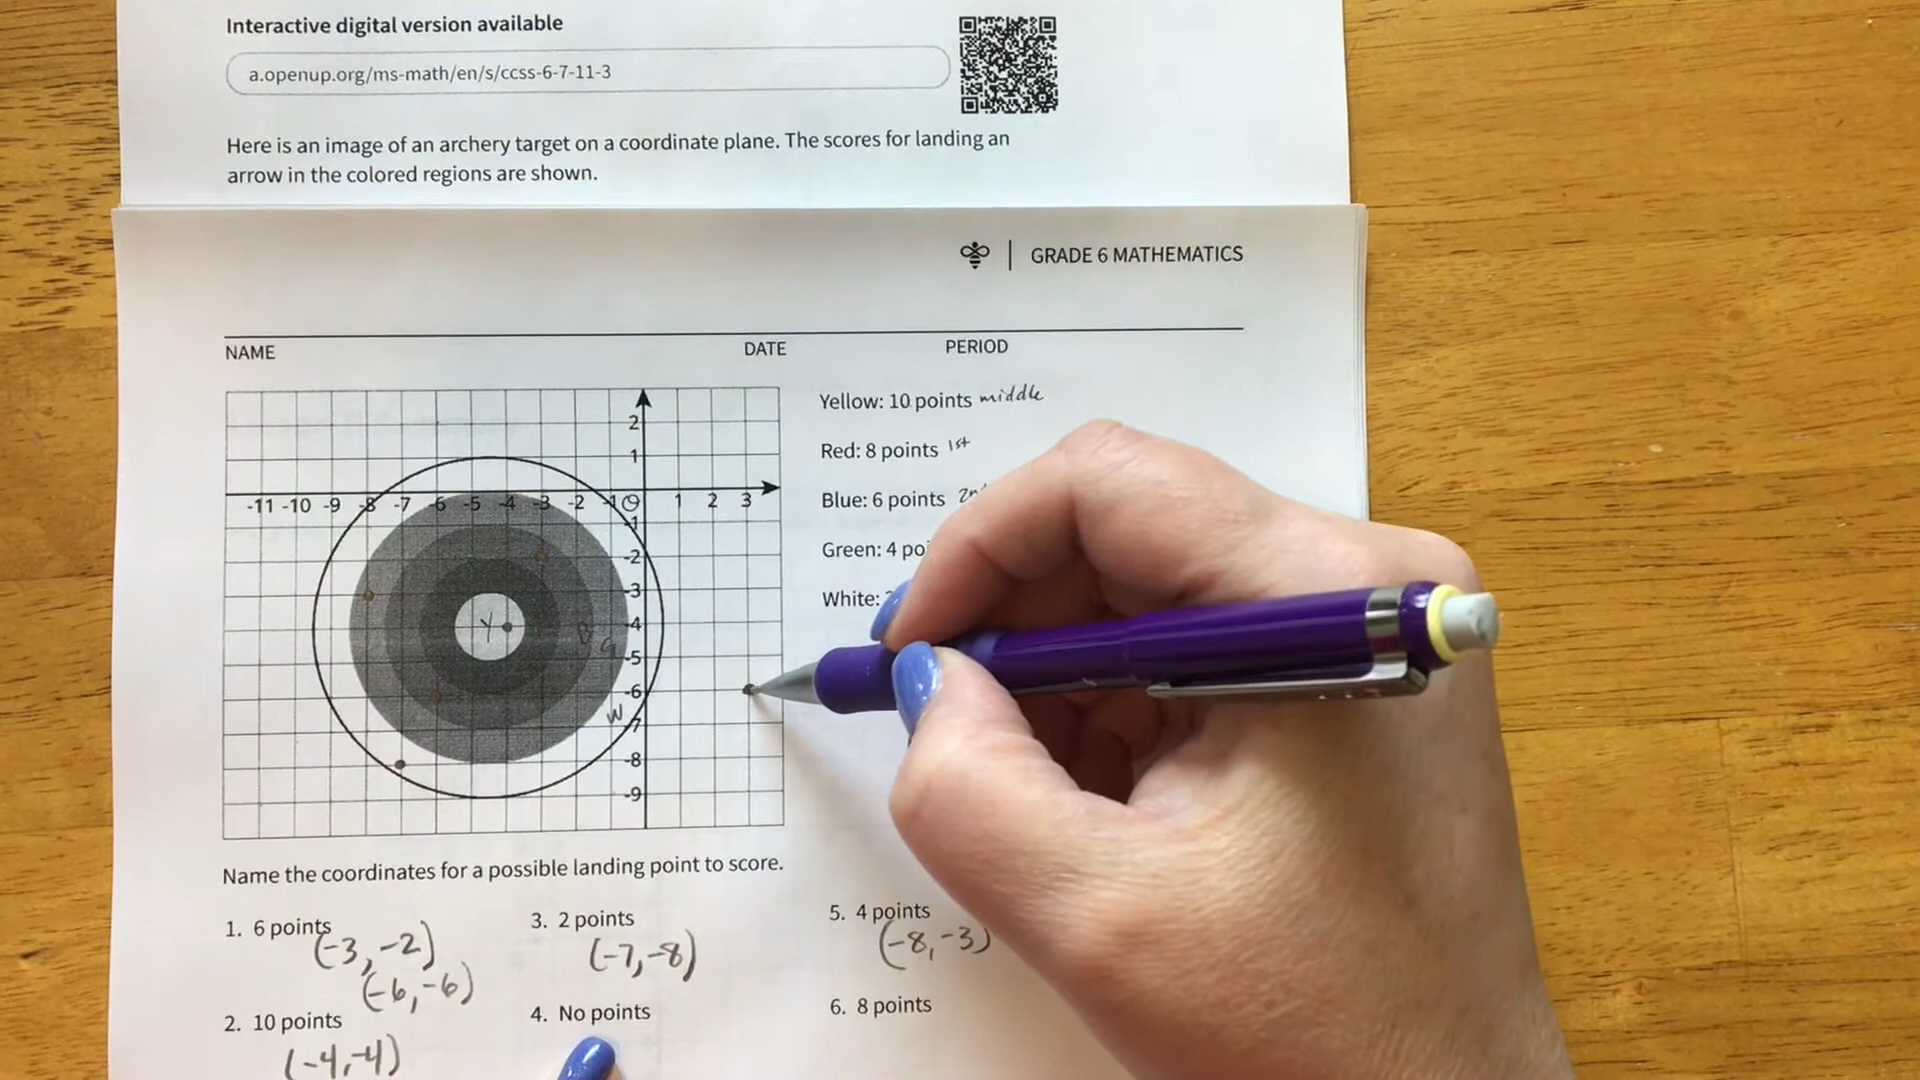 Interactive digital version available
a.openup.org/ms-math/en/s/ccss-6-7-11-3
Here is an image of an archery target on a coordinate plane. The scores for landing an
arrow in the colored regions are shown.
GRADE 6 MATHEMATICS
NAME DATE PERIOD
2
1
-11 -10 -9 -8 -7 -6 -5 -4 -3 -2 -1 0 1 2 3
-1
-2
-3
-4
-5
-6
-7
-8
-9
Y
B
G
W
Yellow: 10 points middle
Red: 8 points 1st
Blue: 6 points
Green: 4
White:
Name the coordinates for a possible landing point to score.
1. 6 points
(-3, -2)
(-6, -6)
2. 10 points
(-4, -4)
3. 2 points
(-7, -8)
4. No points
5. 4 points
(-8, -3)
6. 8 points